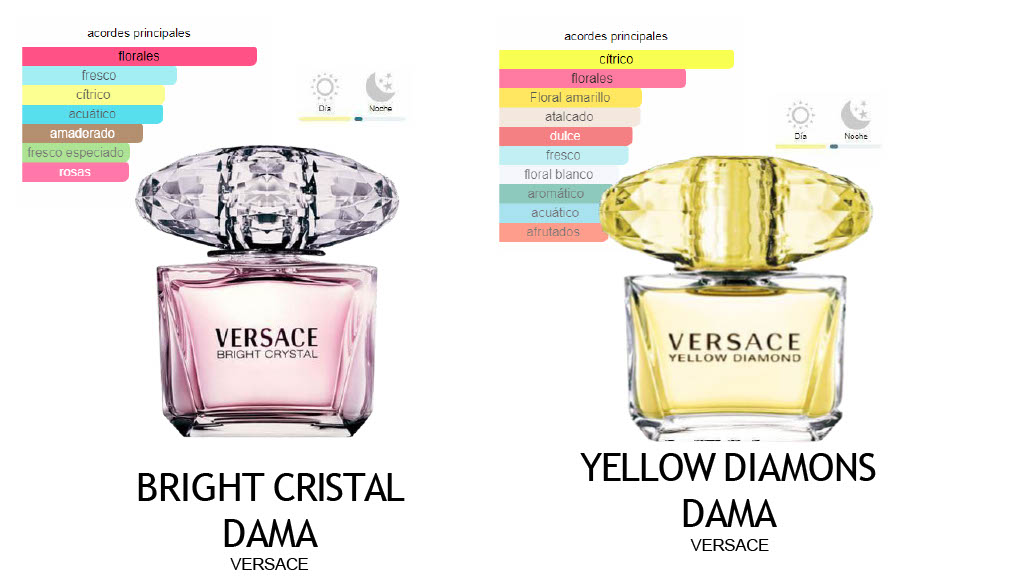 acordes principales
florales
fresco
cítrico
acuático
amadorado
fresco especiado
rosas
Día
Noche
VERSACE
BRIGHT CRYSTAL
BRIGHT CRISTAL
DAMA
VERSACE
acordes principales
cítrico
florales
Floral amarillo
atalcado
dulce
fresco
floral blanco
aromático
acuático
afrutados
Día
Noche
VERSACE
YELLOW DIAMOND
YELLOW DIAMONS
DAMA
VERSACE